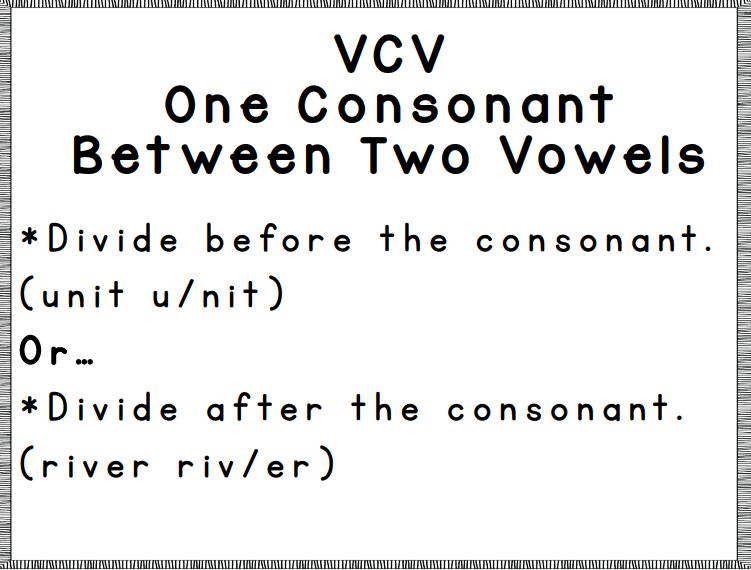 VCV
One Consonant
Between Two Vowels
*Divide before the consonant.
(unit u/nit)
Or…
*Divide after the consonant.
(river riv/er)